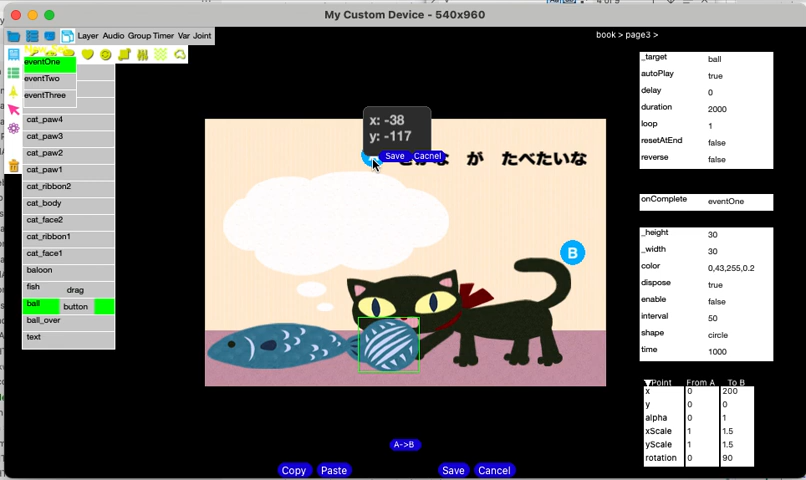 My Custom Device - 540x960
Layer Audio Group Timer Var Joint
book > page3 >
eventOne
eventTwo
eventThree
cat_paw4
cat_paw3
cat_paw2
cat_paw1
cat_ribbon2
cat_body
cat_face2
cat_ribbon1
cat_face1
baloon
fish drag
ball button
ball_over
text
x: -38
y: -117
Save Cacnel
が たべたいな
B
A->B
Copy Paste Save Cancel
_target ball
autoPlay true
delay 0
duration 2000
loop 1
resetAtEnd false
reverse false
onComplete eventOne
_height 30
_width 30
color 0,43,255,0.2
dispose true
enable false
interval 50
shape circle
time 1000
▼Point From A To B
x 0 200
y 0 0
alpha 0 1
xScale 1 1.5
yScale 1 1.5
rotation 0 90